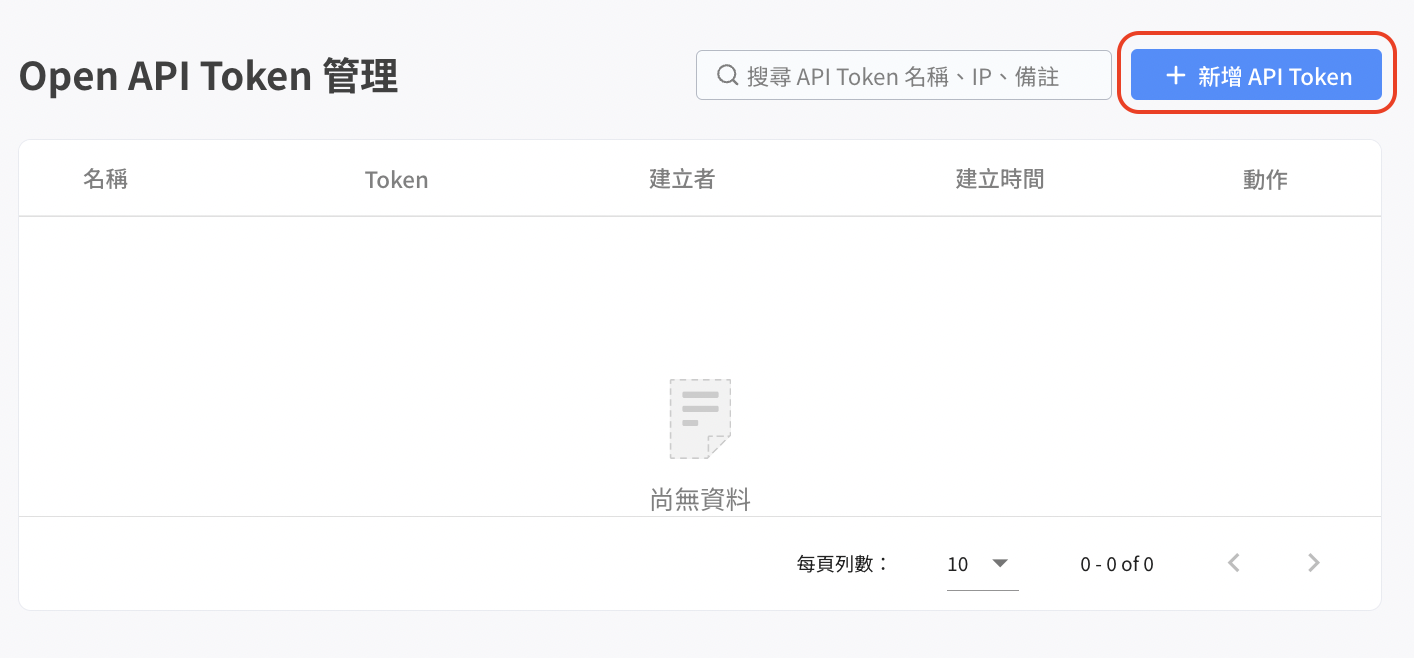 Open API Token 管理
搜尋 API Token 名稱、IP、備註
+ 新增 API Token
名稱 Token 建立者 建立時間 動作
尚無資料
每頁列數： 10 0 - 0 of 0